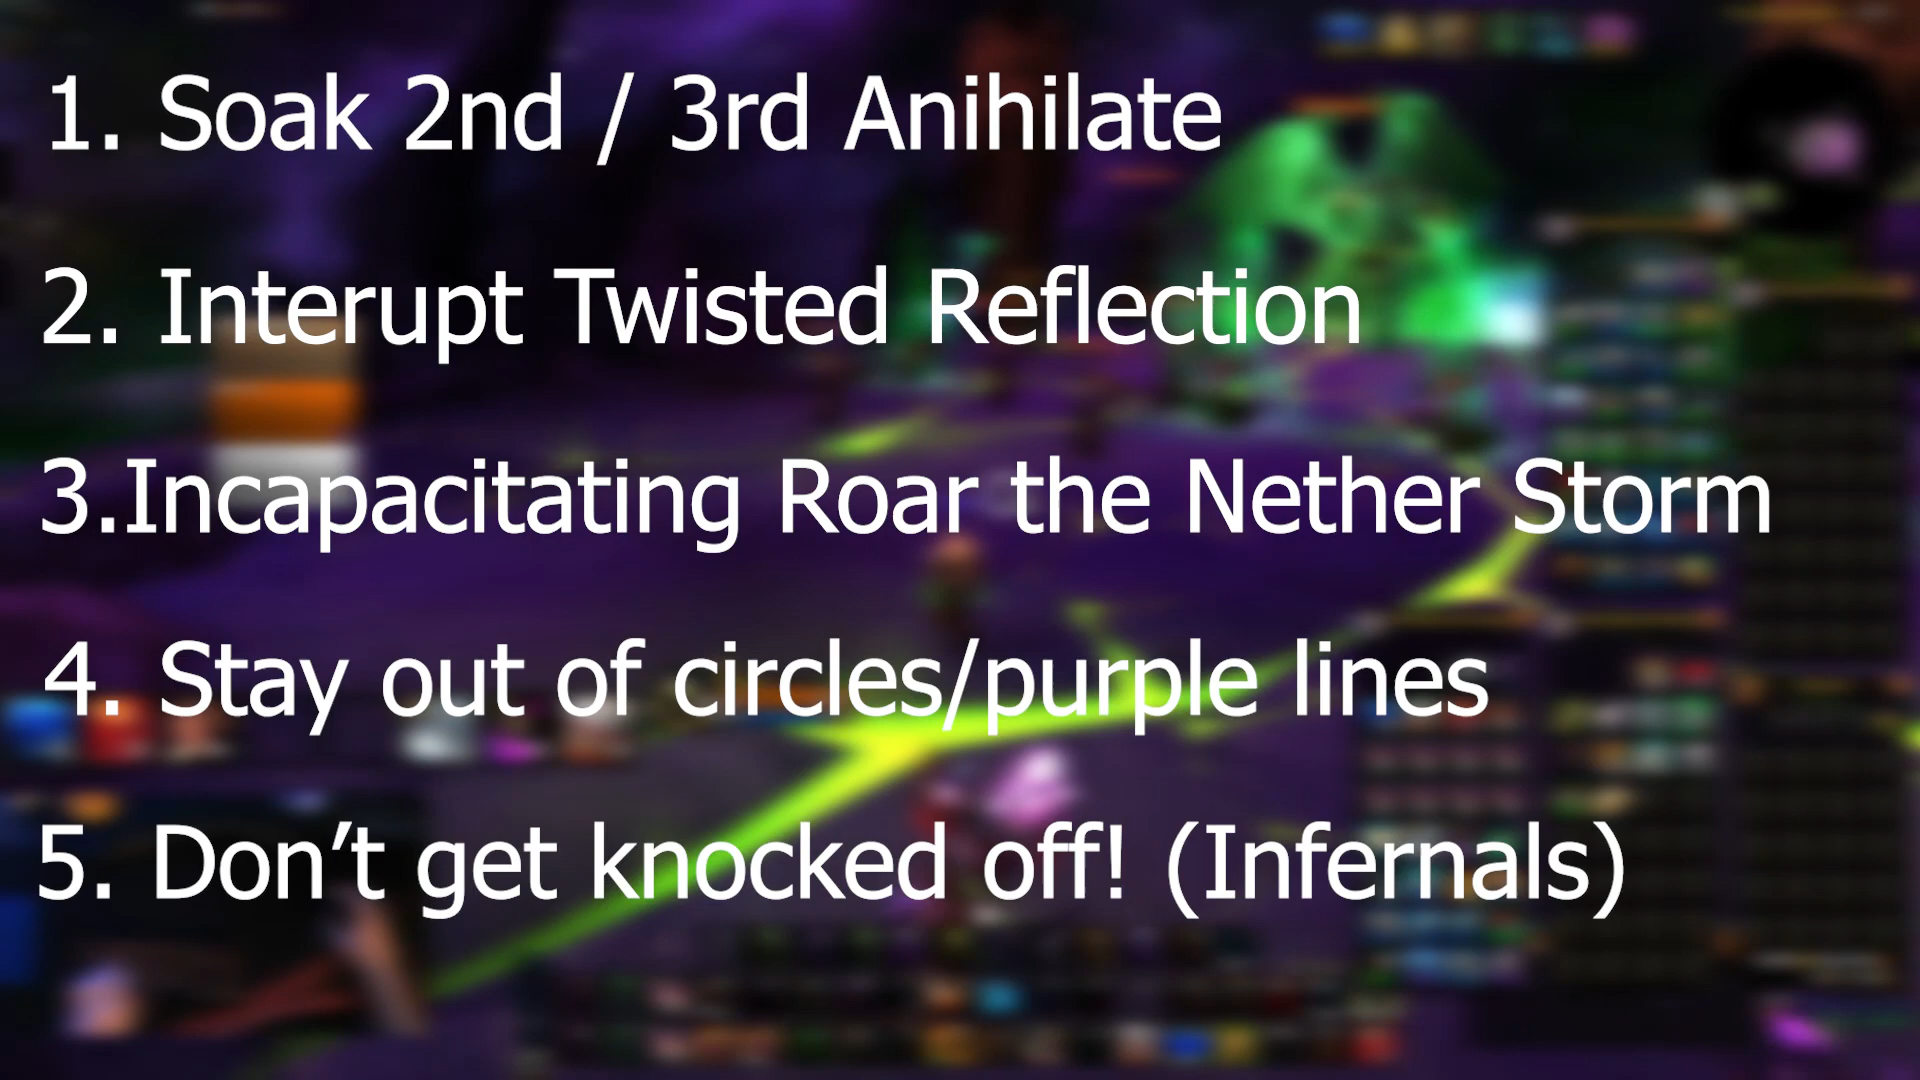 1. Soak 2nd / 3rd Anihilate
2. Interupt Twisted Reflection
3.Incapacitating Roar the Nether Storm
4. Stay out of circles/purple lines
5. Don’t get knocked off! (Infernals)